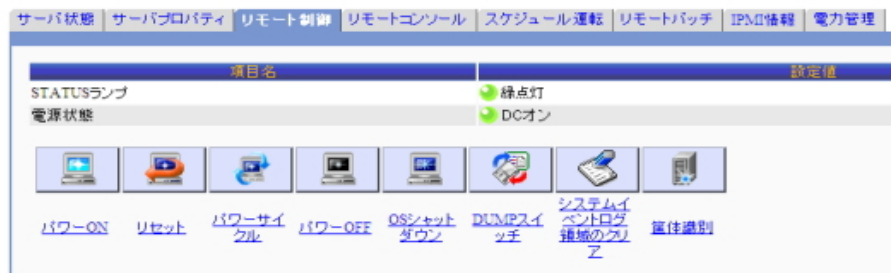 サーバ状態 サーバプロパティ リモート制御 リモートコンソール スケジュール運転 リモートバッチ IPMI情報 電力管理
項目名 設定値
STATUSランプ 緑点灯
電源状態 DCオン
パワーON リセット パワーサイ パワーOFF OSシャット DUMPスイ システムイ 筐体識別
クル ダウン ッチ ベントログ
領域のクリ
ア